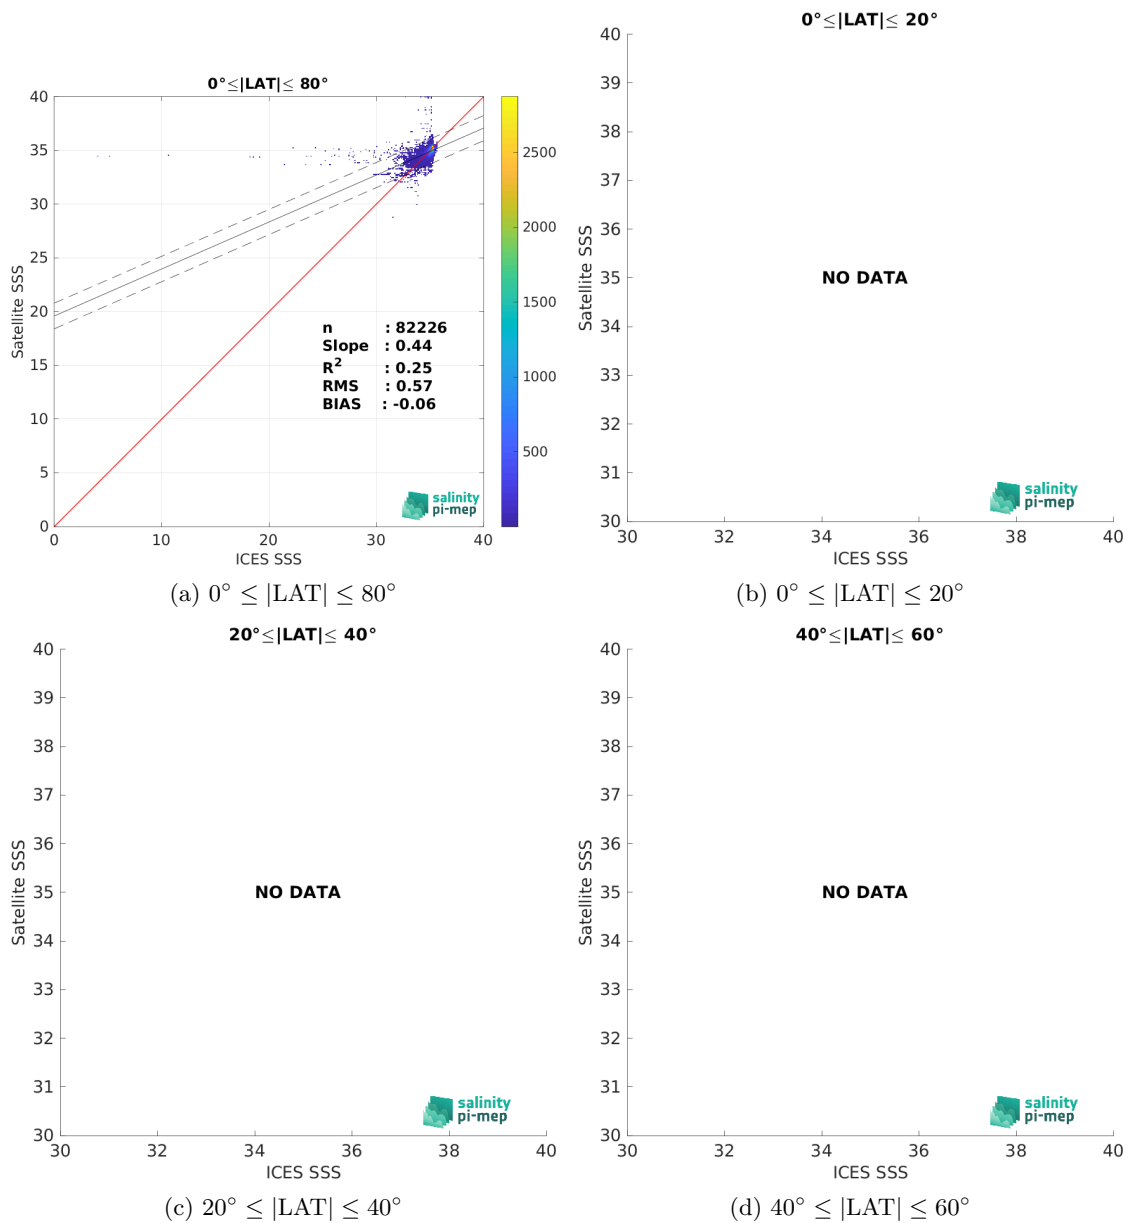 0°≤|LAT|≤ 80°
40
35
30
25
20
15
10
5
0
Satellite SSS
0
10
20
30
40
ICES SSS
2500
2000
1500
1000
500
n : 82226
Slope : 0.44
R² : 0.25
RMS : 0.57
BIAS : -0.06
salinity
pi-mep
(a) 0° ≤ |LAT| ≤ 80°
0°≤|LAT|≤ 20°
40
39
38
37
36
35
34
33
32
31
30
Satellite SSS
NO DATA
salinity
pi-mep
30
32
34
36
38
40
ICES SSS
(b) 0° ≤ |LAT| ≤ 20°
20°≤|LAT|≤ 40°
40
39
38
37
36
35
34
33
32
31
30
Satellite SSS
NO DATA
salinity
pi-mep
30
32
34
36
38
40
ICES SSS
(c) 20° ≤ |LAT| ≤ 40°
40°≤|LAT|≤ 60°
40
39
38
37
36
35
34
33
32
31
30
Satellite SSS
NO DATA
salinity
pi-mep
30
32
34
36
38
40
ICES SSS
(d) 40° ≤ |LAT| ≤ 60°